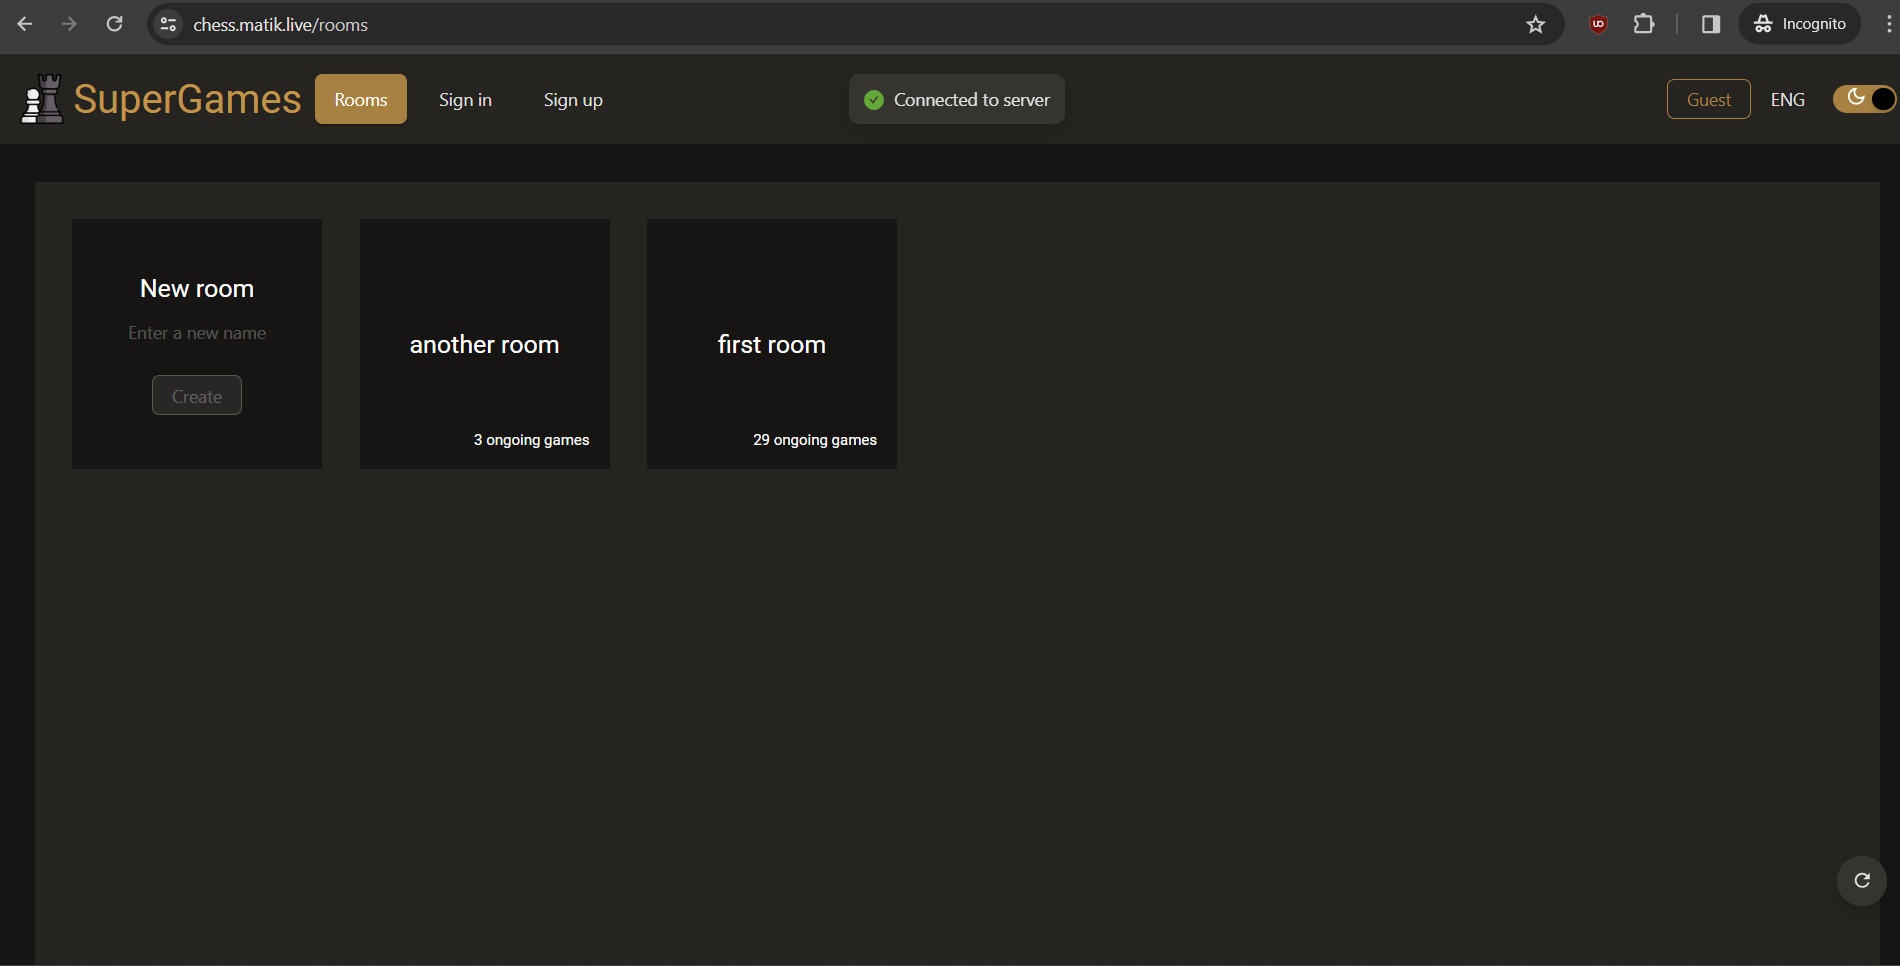 chess.matik.live/rooms
Incognito
SuperGames
Rooms
Sign in
Sign up
Connected to server
Guest
ENG
New room
Enter a new name
Create
another room
3 ongoing games
first room
29 ongoing games